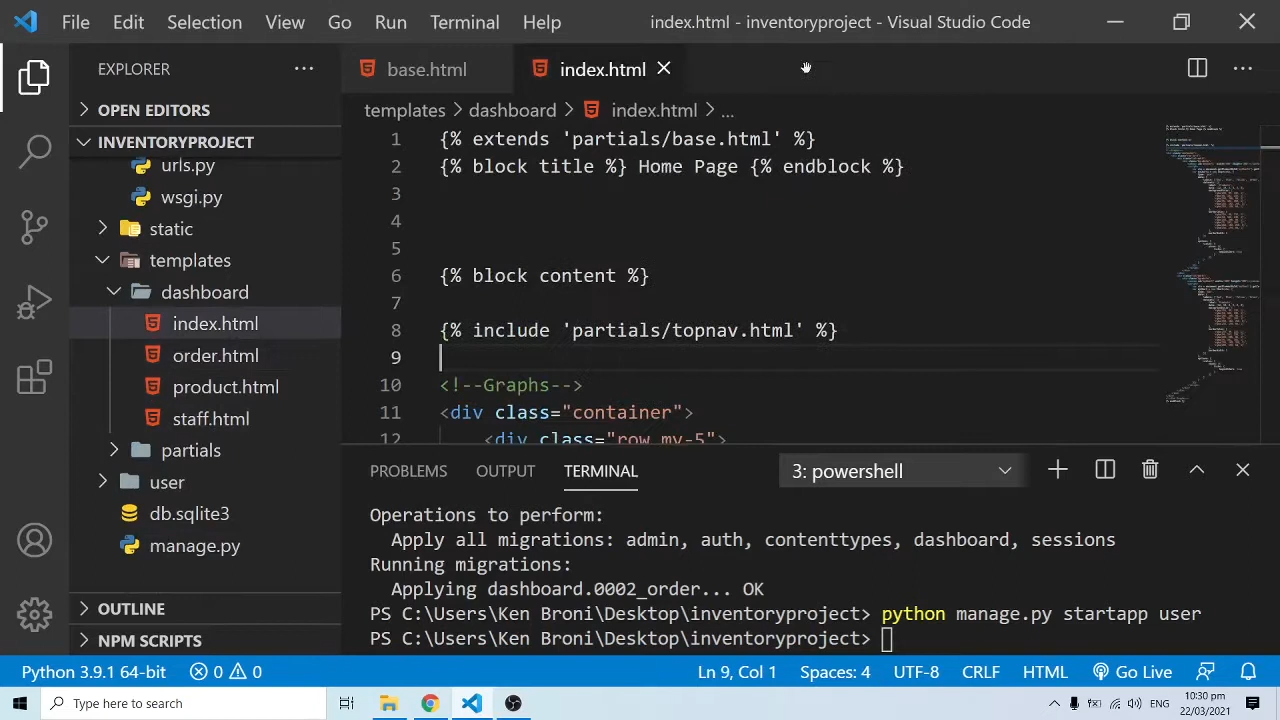 File Edit Selection View Go Run Terminal Help index.html - inventoryproject - Visual Studio Code
EXPLORER
OPEN EDITORS
INVENTORYPROJECT
urls.py
wsgi.py
static
templates
dashboard
index.html
order.html
product.html
staff.html
partials
user
db.sqlite3
manage.py
OUTLINE
NPM SCRIPTS
base.html index.html
templates > dashboard > index.html > ...
1 {% extends 'partials/base.html' %}
2 {% block title %} Home Page {% endblock %}
3
4
5
6 {% block content %}
7
8 {% include 'partials/topnav.html' %}
9
10 <!--Graphs-->
11 <div class="container">
12 <div class="row my-5">
PROBLEMS OUTPUT TERMINAL 3: powershell
Operations to perform:
Apply all migrations: admin, auth, contenttypes, dashboard, sessions
Running migrations:
Applying dashboard.0002_order... OK
PS C:\Users\Ken Broni\Desktop\inventoryproject> python manage.py startapp user
PS C:\Users\Ken Broni\Desktop\inventoryproject>
Python 3.9.1 64-bit 0 0 Ln 9, Col 1 Spaces: 4 UTF-8 CRLF HTML Go Live
Type here to search ENG 10:30 pm
22/03/2021